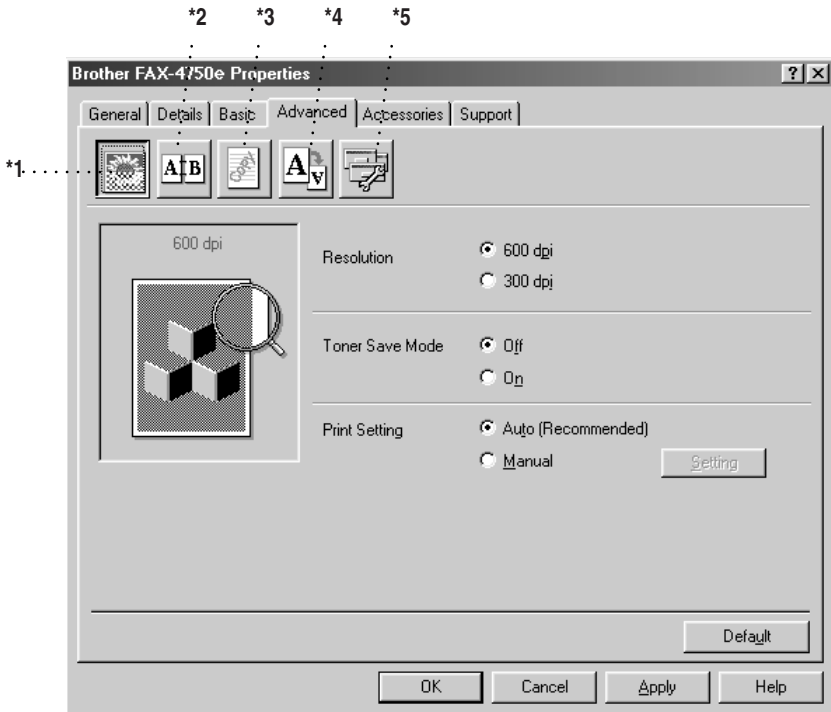 *2 *3 *4 *5
Brother FAX-4750e Properties
General Details Basic Advanced Accessories Support
*1
A B Copy A A
600 dpi
Resolution
600 dpi
300 dpi
Toner Save Mode
Off
On
Print Setting
Auto (Recommended)
Manual
Setting
Default
OK Cancel Apply Help